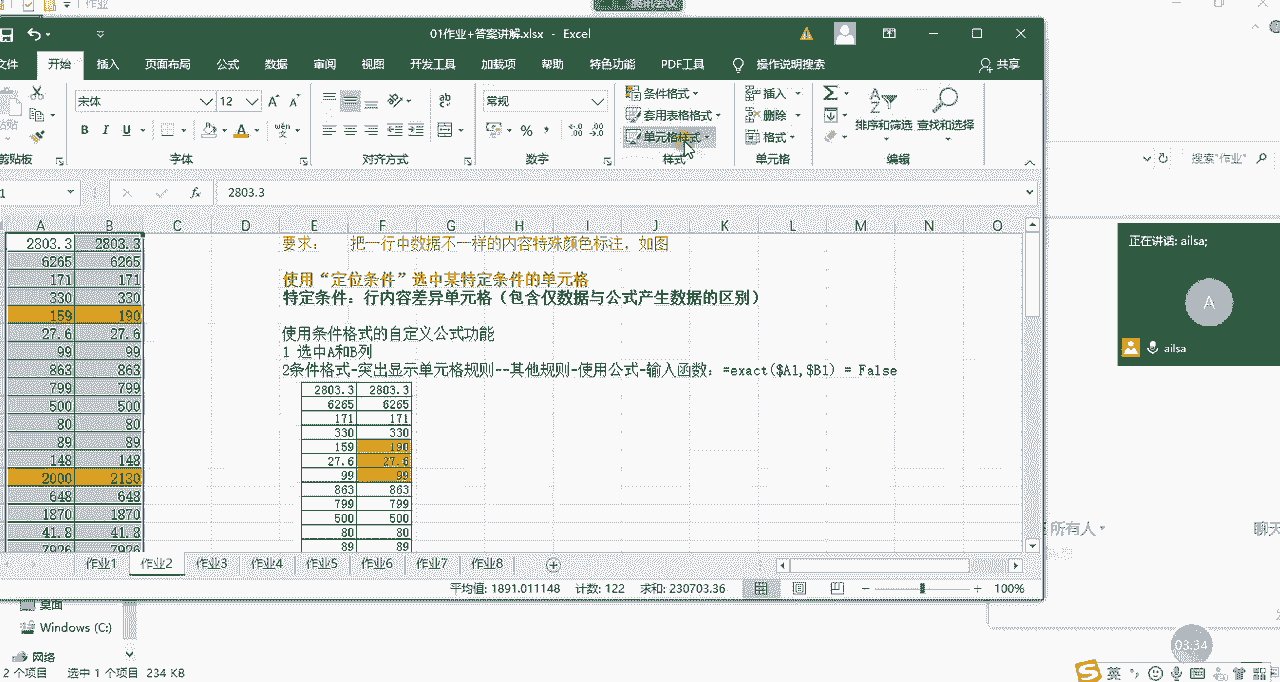 作业
01作业+答案讲解.xlsx - Excel
文件 开始 插入 页面布局 公式 数据 审阅 视图 开发工具 加载项 帮助 特色功能 PDF工具 操作说明搜索 共享
宋体 12 常规 条件格式 插入
套用表格格式 删除 排序和筛选 查找和选择
B I U % 单元格样式 格式
剪贴板 字体 对齐方式 数字 样式 单元格 编辑
搜索"作业"
1 fx 2803.3
A B C D E F G H I J K L M N O
2803.3 2803.3 要求: 把一行中数据不一样的内容特殊颜色标注, 如图
6265 6265
171 171 使用“定位条件”选中某特定条件的单元格
330 330 特定条件: 行内容差异单元格(包含仅数据与公式产生数据的区别)
159 190
27.6 27.6 使用条件格式的自定义公式功能
99 99 1 选中A和B列
863 863 2条件格式-突出显示单元格规则--其他规则-使用公式-输入函数: =exact($A1,$B1) = False
799 799
500 500
80 80
89 89
148 148
2000 2130
648 648
1870 1870
41.8 41.8
7926 7926
2803.3 2803.3
6265 6265
171 171
330 330
159 190
27.6 27.6
99 99
863 863
799 799
500 500
80 80
89 89
作业1 作业2 作业3 作业4 作业5 作业6 作业7 作业8
平均值: 1891.011148 计数: 122 求和: 230703.36 100%
正在讲话: ailsa;
A
ailsa
所有人
聊天
桌面
Windows (C:)
网络
2 个项目 选中 1 个项目 234 KB
03:34
英